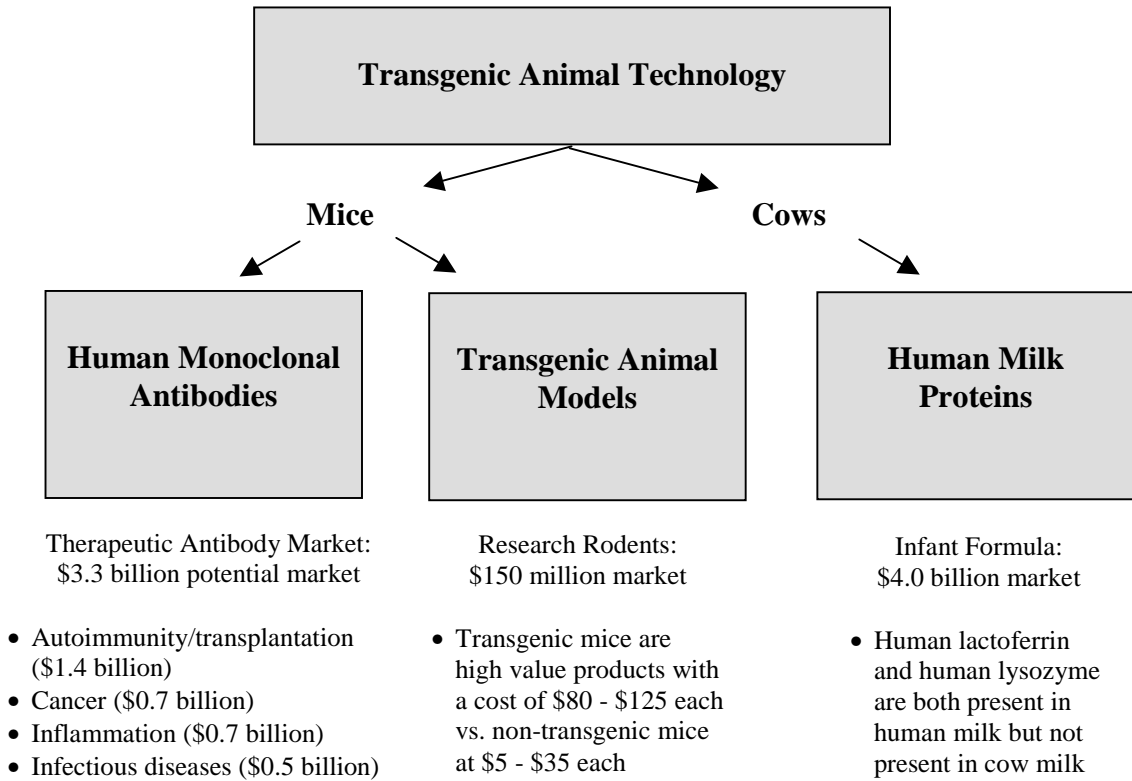 Transgenic Animal Technology
Mice
Cows
Human Monoclonal
Antibodies
Transgenic Animal
Models
Human Milk
Proteins
Therapeutic Antibody Market:
$3.3 billion potential market
• Autoimmunity/transplantation
($1.4 billion)
• Cancer ($0.7 billion)
• Inflammation ($0.7 billion)
• Infectious diseases ($0.5 billion)
Research Rodents:
$150 million market
• Transgenic mice are
high value products with
a cost of $80 - $125 each
vs. non-transgenic mice
at $5 - $35 each
Infant Formula:
$4.0 billion market
• Human lactoferrin
and human lysozyme
are both present in
human milk but not
present in cow milk